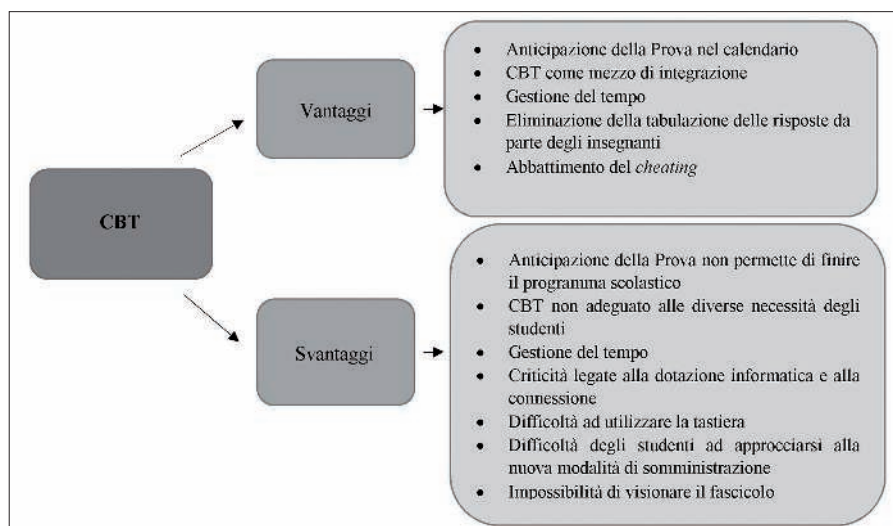 CBT
Vantaggi
• Anticipazione della Prova nel calendario
• CBT come mezzo di integrazione
• Gestione del tempo
• Eliminazione della tabulazione delle risposte da
parte degli insegnanti
• Abbattimento del cheating
Svantaggi
• Anticipazione della Prova non permette di finire
il programma scolastico
• CBT non adeguato alle diverse necessità degli
studenti
• Gestione del tempo
• Criticità legate alla dotazione informatica e alla
connessione
• Difficoltà ad utilizzare la tastiera
• Difficoltà degli studenti ad approcciarsi alla
nuova modalità di somministrazione
• Impossibilità di visionare il fascicolo